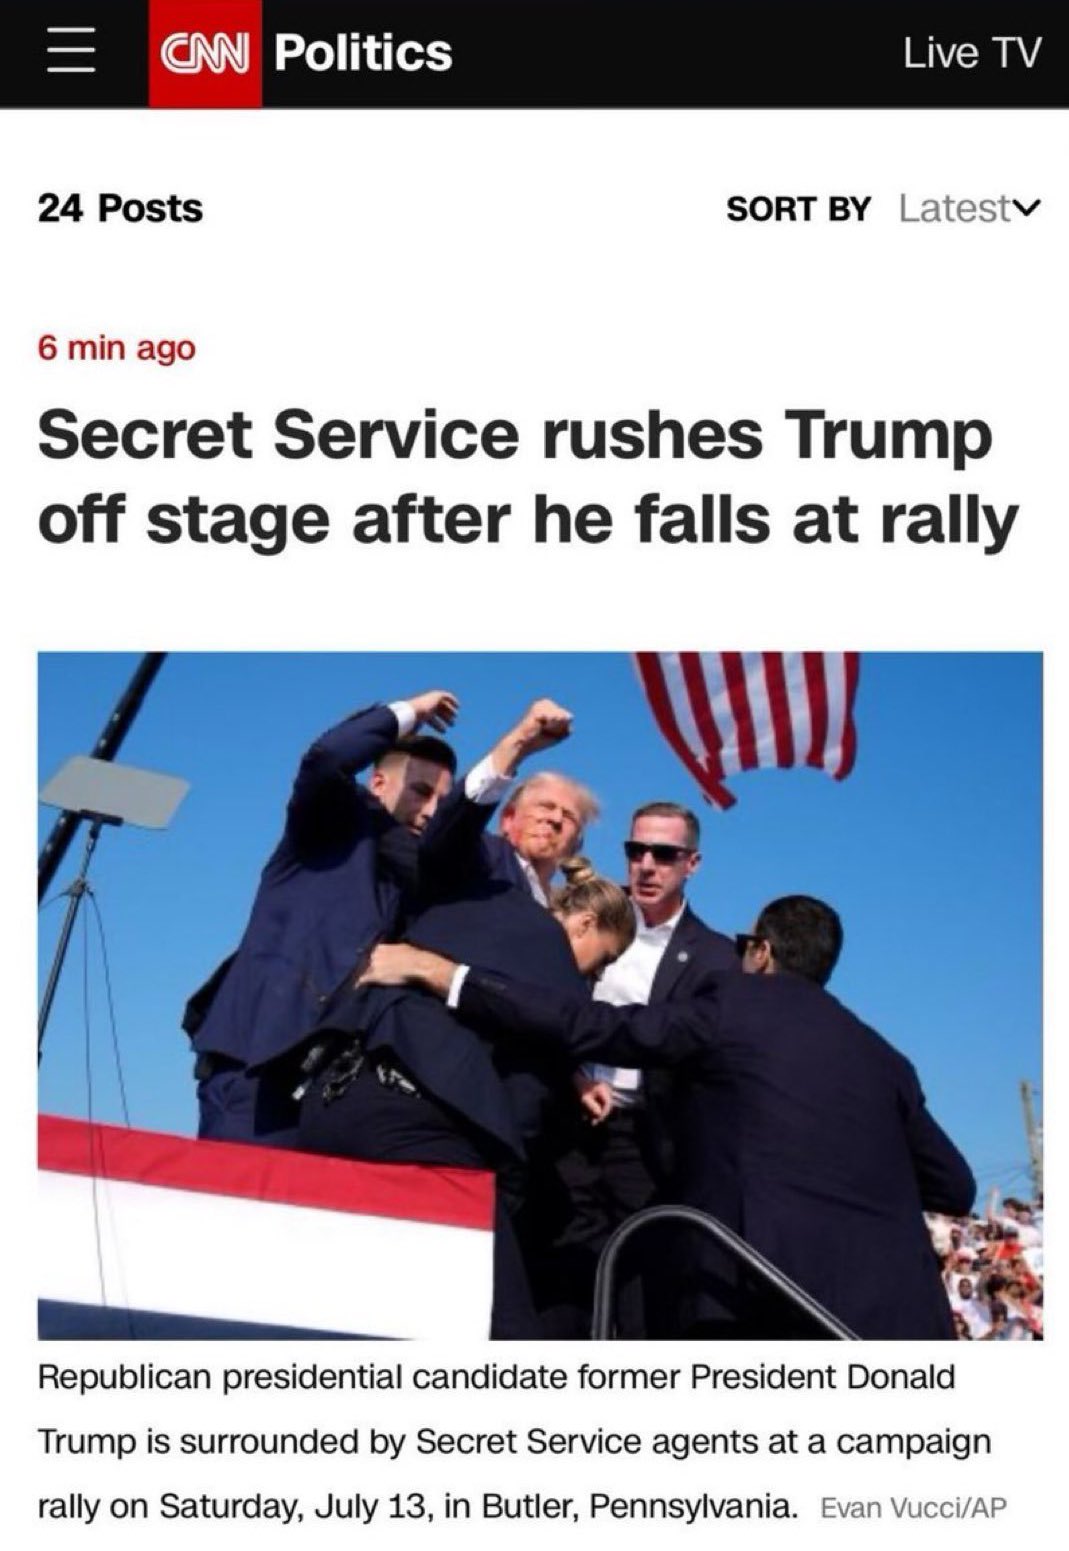 CNN Politics
Live TV
24 Posts
SORT BY Latest
6 min ago
Secret Service rushes Trump
off stage after he falls at rally
Republican presidential candidate former President Donald
Trump is surrounded by Secret Service agents at a campaign
rally on Saturday, July 13, in Butler, Pennsylvania. Evan Vucci/AP